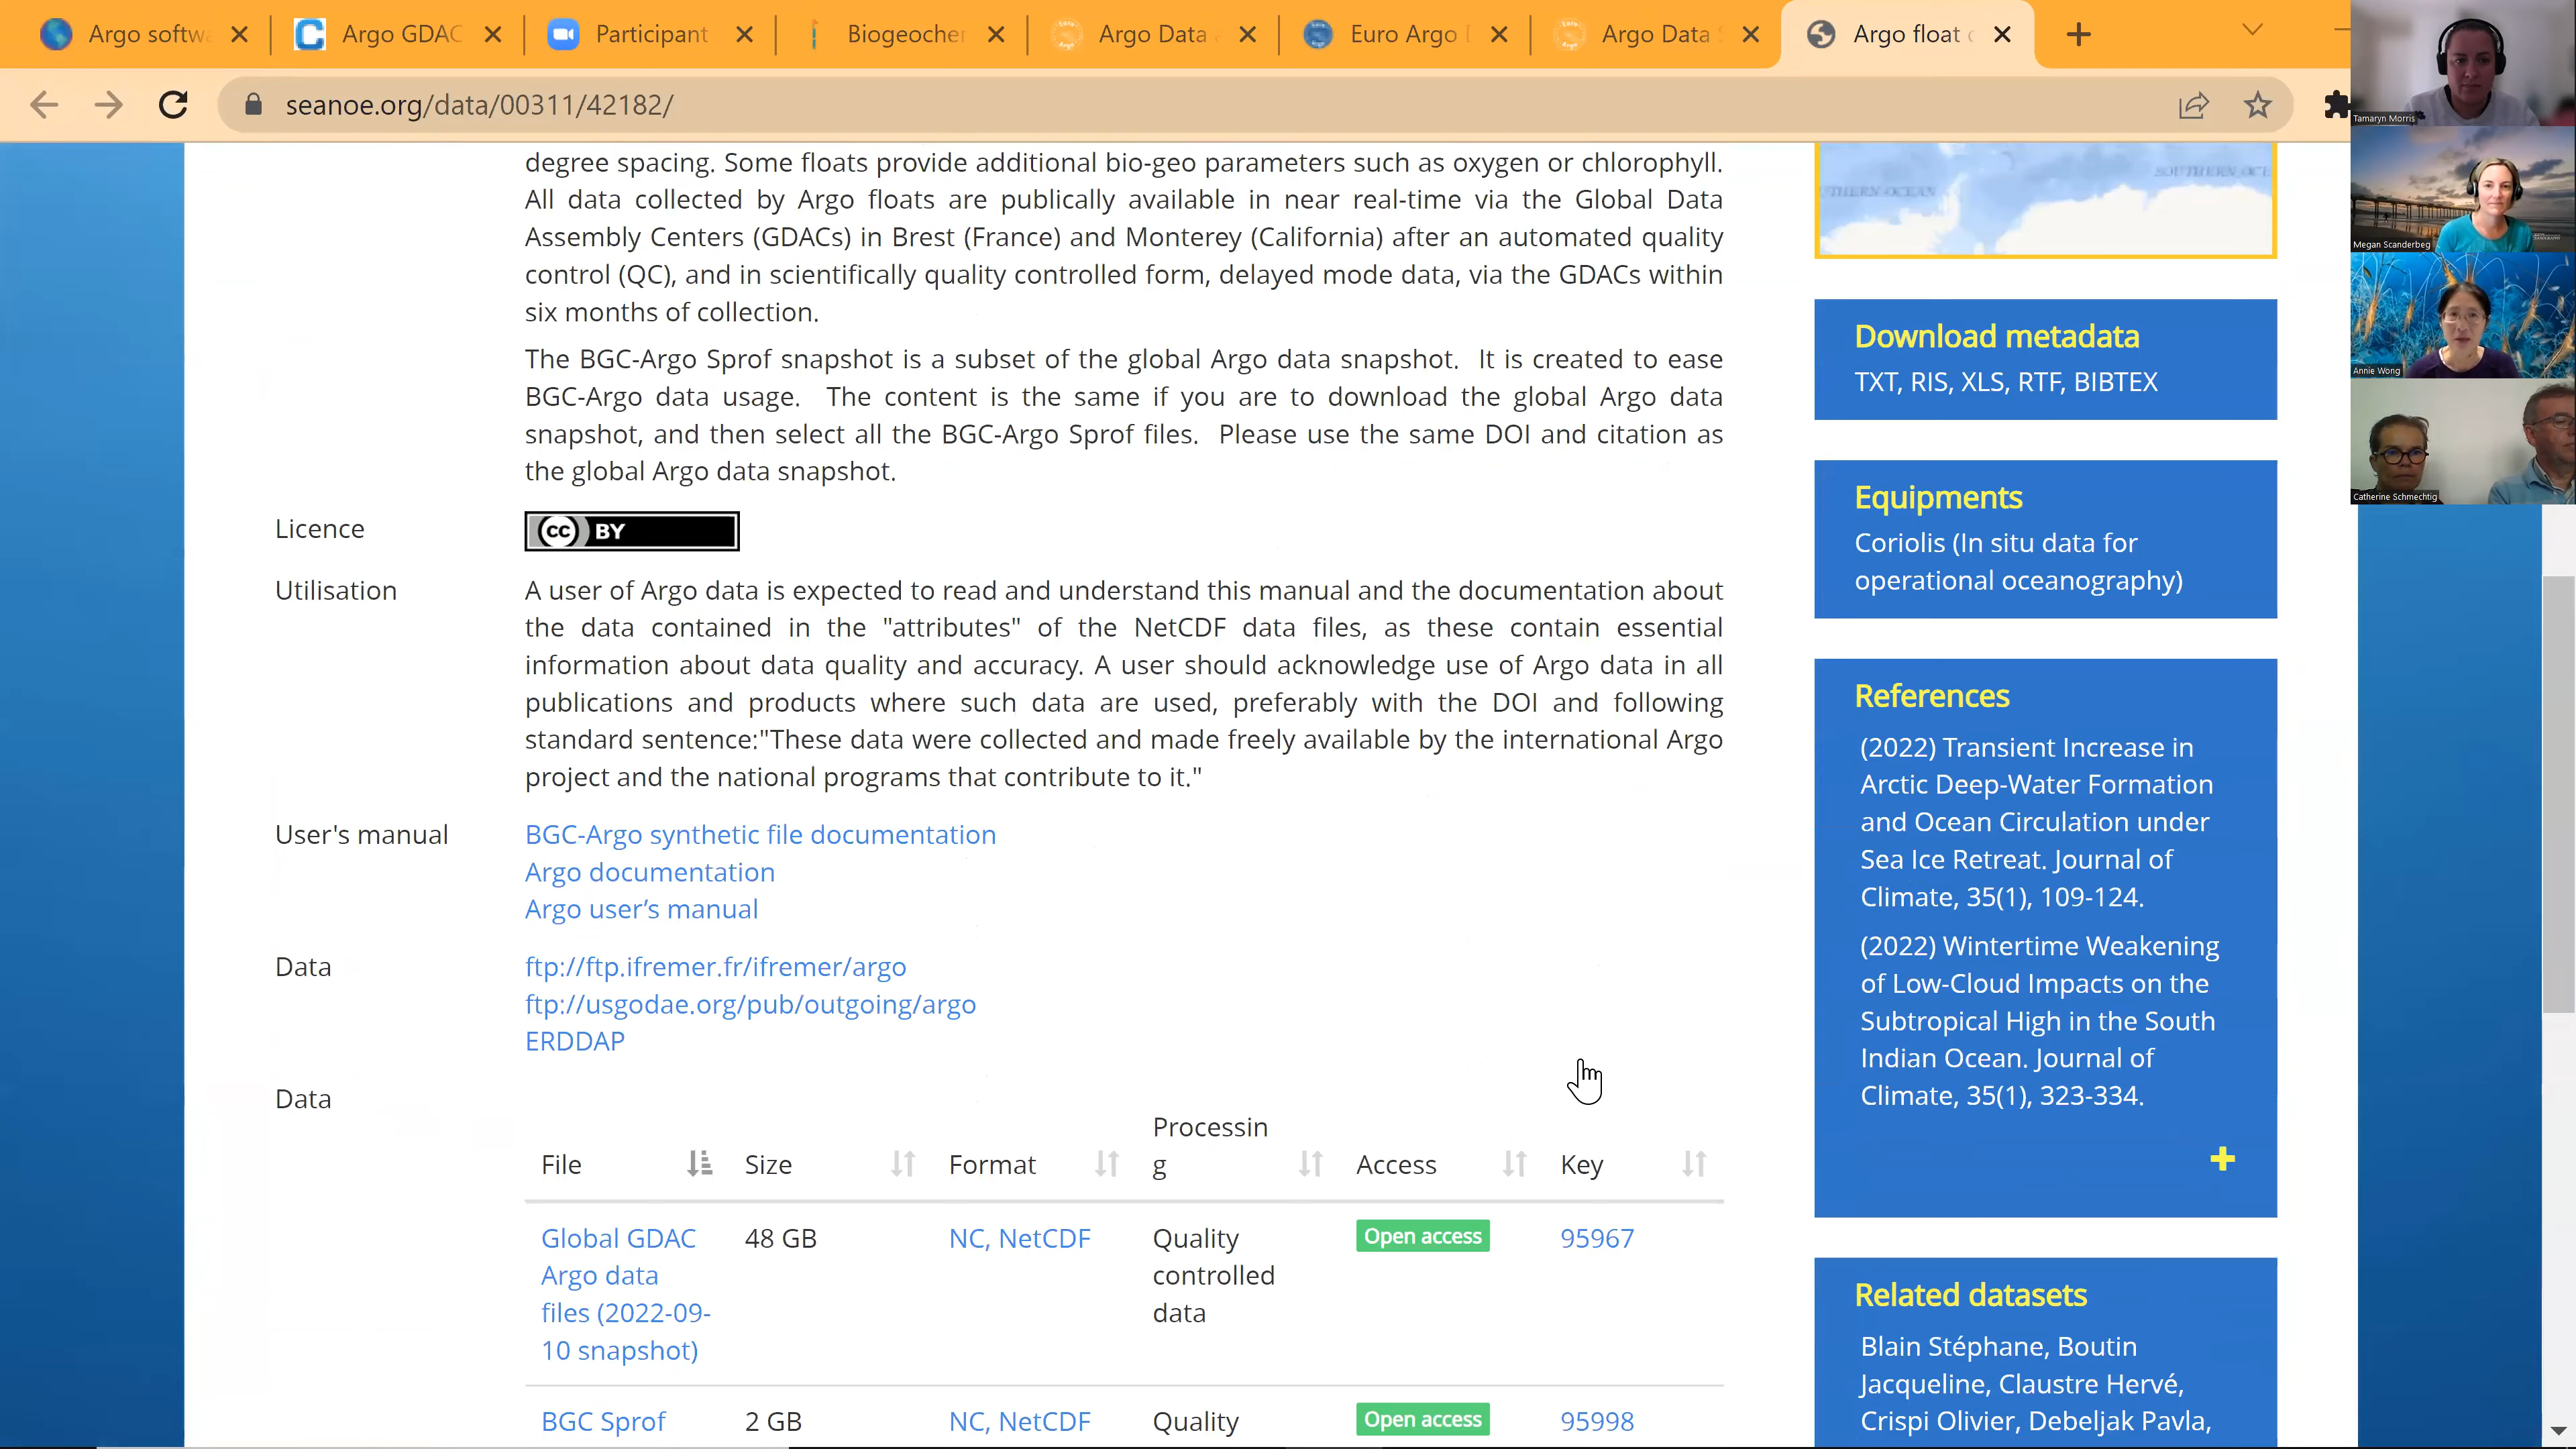 Argo softw
Argo GDAC
Participant
Biogeocher
Argo Data a
Euro Argo D
Argo Data S
Argo float c
seanoe.org/data/00311/42182/
degree spacing. Some floats provide additional bio-geo parameters such as oxygen or chlorophyll.
All data collected by Argo floats are publically available in near real-time via the Global Data
Assembly Centers (GDACs) in Brest (France) and Monterey (California) after an automated quality
control (QC), and in scientifically quality controlled form, delayed mode data, via the GDACs within
six months of collection.
The BGC-Argo Sprof snapshot is a subset of the global Argo data snapshot. It is created to ease
BGC-Argo data usage. The content is the same if you are to download the global Argo data
snapshot, and then select all the BGC-Argo Sprof files. Please use the same DOI and citation as
the global Argo data snapshot.
Licence
cc BY
Utilisation
A user of Argo data is expected to read and understand this manual and the documentation about
the data contained in the "attributes" of the NetCDF data files, as these contain essential
information about data quality and accuracy. A user should acknowledge use of Argo data in all
publications and products where such data are used, preferably with the DOI and following
standard sentence:"These data were collected and made freely available by the international Argo
project and the national programs that contribute to it."
User's manual
BGC-Argo synthetic file documentation
Argo documentation
Argo user's manual
Data
ftp://ftp.ifremer.fr/ifremer/argo
ftp://usgodae.org/pub/outgoing/argo
ERDDAP
Data
File
Size
Format
Processin
g
Access
Key
Global GDAC
Argo data
files (2022-09-
10 snapshot)
48 GB
NC, NetCDF
Quality
controlled
data
Open access
95967
BGC Sprof
2 GB
NC, NetCDF
Quality
Open access
95998
UTHERN OCEAN
SOUTHERN OCE
Download metadata
TXT, RIS, XLS, RTF, BIBTEX
Equipments
Coriolis (In situ data for
operational oceanography)
References
(2022) Transient Increase in
Arctic Deep-Water Formation
and Ocean Circulation under
Sea Ice Retreat. Journal of
Climate, 35(1), 109-124.
(2022) Wintertime Weakening
of Low-Cloud Impacts on the
Subtropical High in the South
Indian Ocean. Journal of
Climate, 35(1), 323-334.
Related datasets
Blain Stéphane, Boutin
Jacqueline, Claustre Hervé,
Crispi Olivier, Debeljak Pavla,
Tamaryn Morris
Megan Scanderbeg
Annie Wong
Catherine Schmechtig